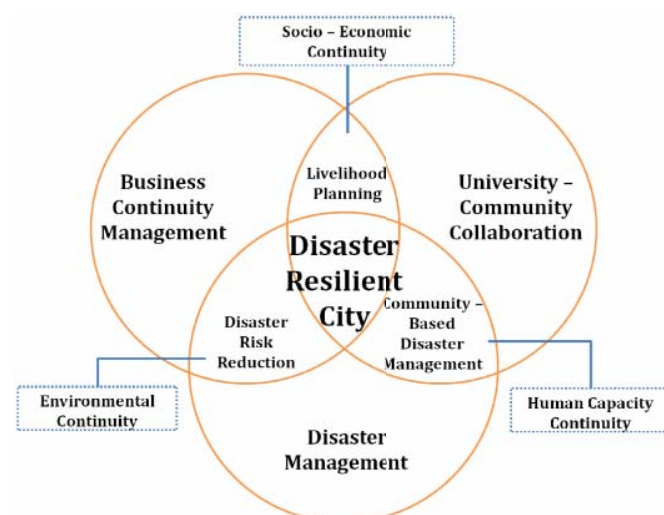 Socio – Economic
Continuity
Business
Continuity
Management
Livelihood
Planning
University –
Community
Collaboration
Disaster
Resilient
City
Disaster
Risk
Reduction
Community –
Based
Disaster
Management
Environmental
Continuity
Human Capacity
Continuity
Disaster
Management